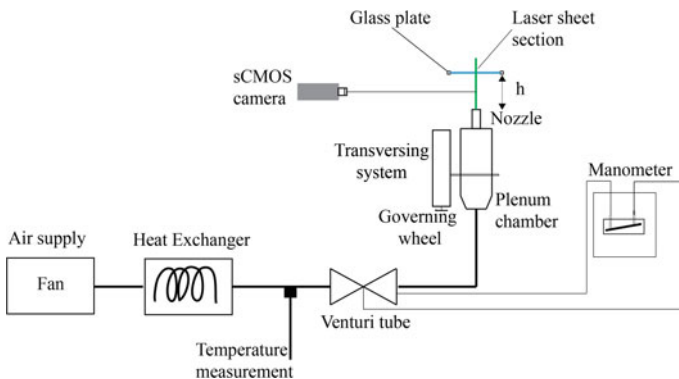 Glass plate
Laser sheet
section
sCMOS
camera
h
Nozzle
Transversing
system
Manometer
Plenum
chamber
Governing
wheel
Air supply
Heat Exchanger
Fan
Venturi tube
Temperature
measurement